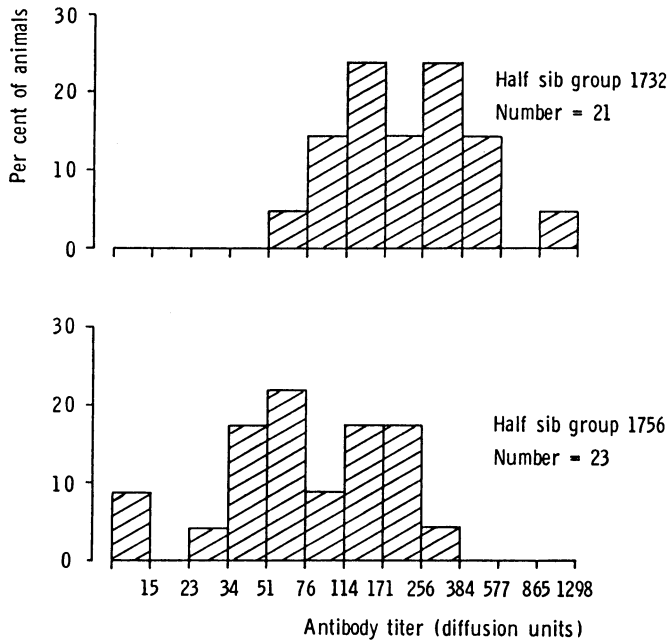 Per cent of animals
30
20
10
0
Half sib group 1732
Number = 21
30
20
10
0
Half sib group 1756
Number = 23
15 23 34 51 76 114 171 256 384 577 865 1298
Antibody titer (diffusion units)